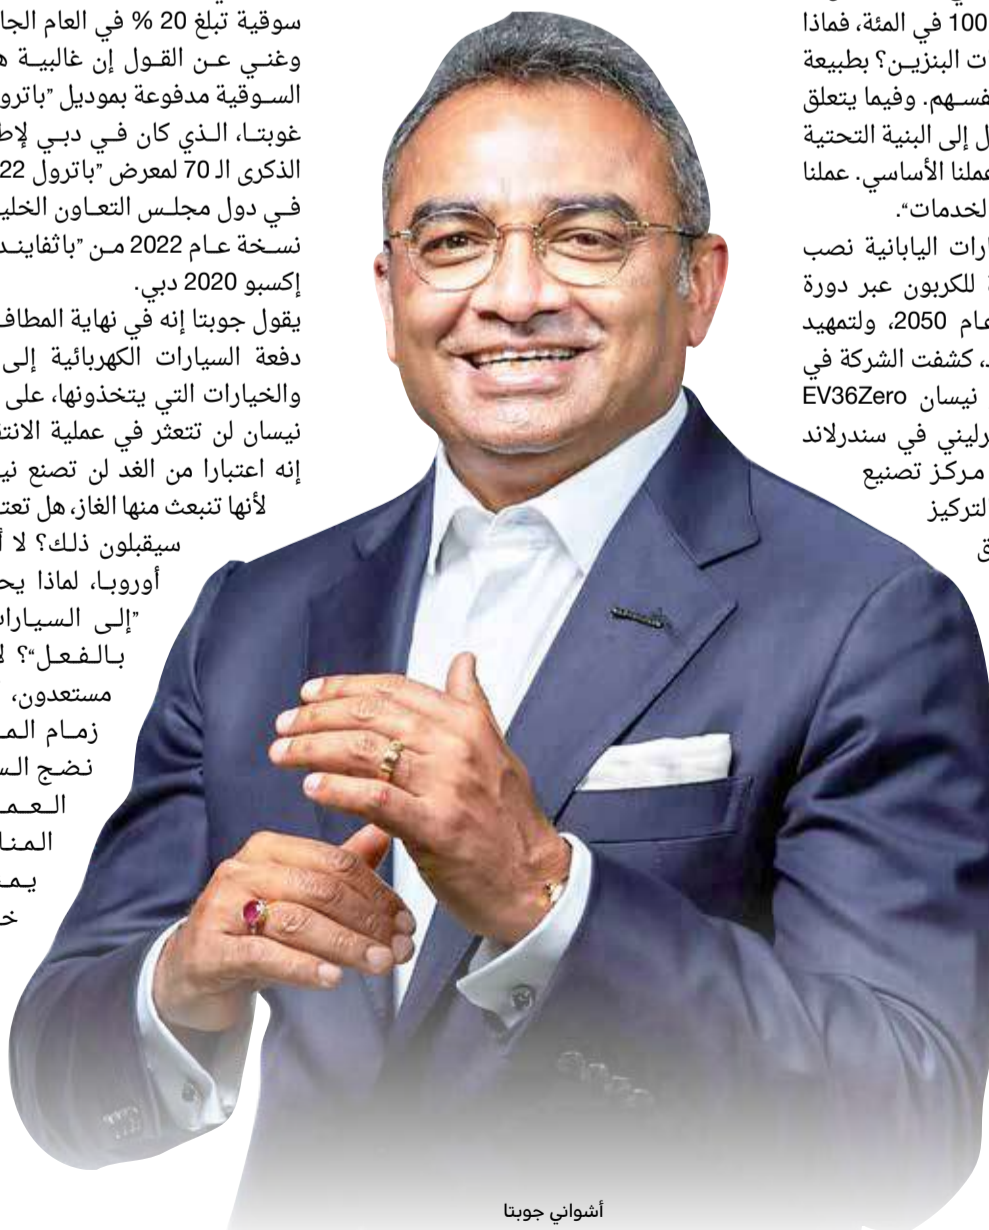 100 في المئة، فماذا
ات البنزين؟ بطبيعة
فسهم. وفيما يتعلق
ل إلى البنية التحتية
عملنا الأساسي. عملنا
لخدمات“.
ارات اليابانية نصب
ة للكربون عبر دورة
عام 2050، ولتمهيد
د، كشفت الشركة في
نيسان EV36Zero
رليني في سندرلاند
مركز تصنيع
لتركيز
ق
سوقية تبلغ 20 % في العام الجا
وغني عن القول إن غالبية ه
السوقية مدفوعة بموديل ”باترو
غوبتا، الذي كان في دبي لإط
الذكرى الـ 70 لمعرض ”باترول 22
في دول مجلس التعاون الخلي
نسخة عام 2022 من ”باثفايند
إكسبو 2020 دبي.
يقول جوبتا إنه في نهاية المطاف
دفعة السيارات الكهربائية إلى
والخيارات التي يتخذونها، على
نيسان لن تتعثر في عملية الانت
إنه اعتبارا من الغد لن تصنع ني
لأنها تنبعث منها الغاز، هل تعت
سيقبلون ذلك؟ لا أ
أوروبا، لماذا يح
”إلى السيارات
بالفعل“؟ لا
مستعدون،
زمام الم
نضج الس
العم
المنا
يم
خ
أشواني جوبتا